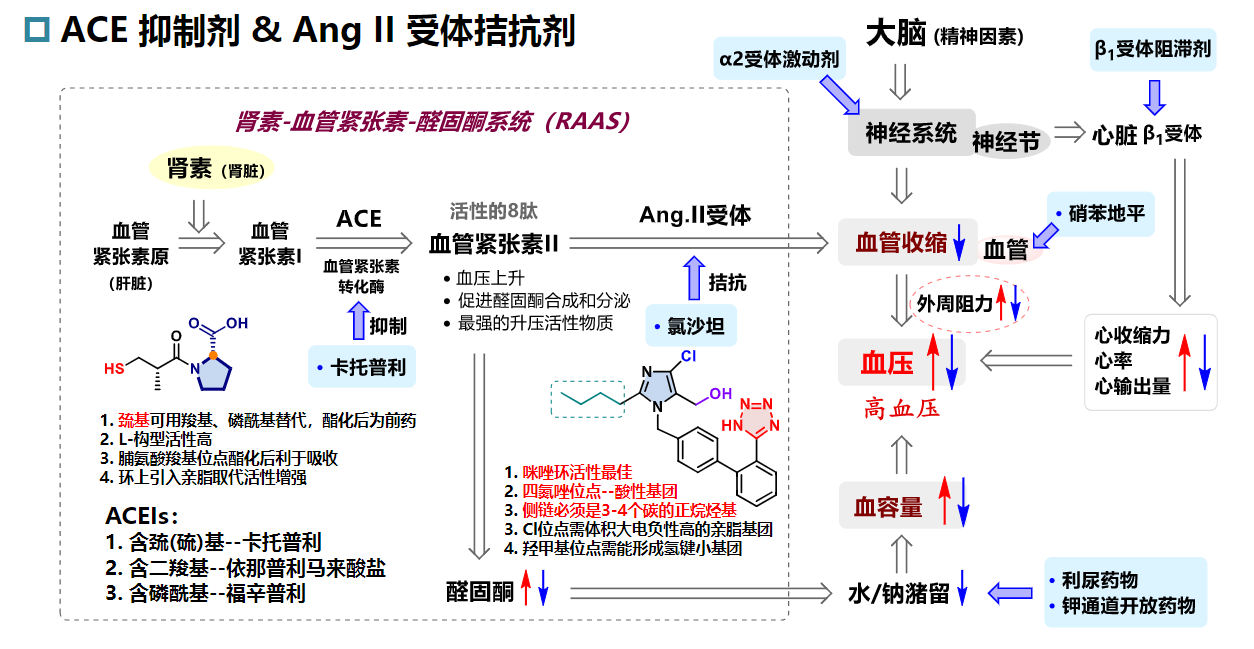 ACE 抑制剂 & Ang II 受体拮抗剂
大脑 (精神因素)
α2受体激动剂
β1受体阻滞剂
神经系统
神经节
心脏 β1受体
肾素-血管紧张素-醛固酮系统（RAAS）
肾素（肾脏）
血管
紧张素原
(肝脏)
血管
紧张素I
ACE
血管紧张素
转化酶
抑制
• 卡托普利
活性的8肽
血管紧张素II
• 血压上升
• 促进醛固酮合成和分泌
• 最强的升压活性物质
Ang.II受体
拮抗
• 氯沙坦
血管收缩
血管
• 硝苯地平
外周阻力
血压
高血压
心收缩力
心率
心输出量
HS
O
N
O
OH
1. 巯基可用羧基、磷酰基替代，酯化后为前药
2. L-构型活性高
3. 脯氨酸羧基位点酯化后利于吸收
4. 环上引入亲脂取代活性增强
ACEIs：
1. 含巯(硫)基--卡托普利
2. 含二羧基--依那普利马来酸盐
3. 含磷酰基--福辛普利
Cl
N
N
OH
N
N
HN
N
1. 咪唑环活性最佳
2. 四氮唑位点--酸性基团
3. 侧链必须是3-4个碳的正烷烃基
3. Cl位点需体积大电负性高的亲脂基团
4. 羟甲基位点需能形成氢键小基团
血容量
醛固酮
水/钠潴留
• 利尿药物
• 钾通道开放药物